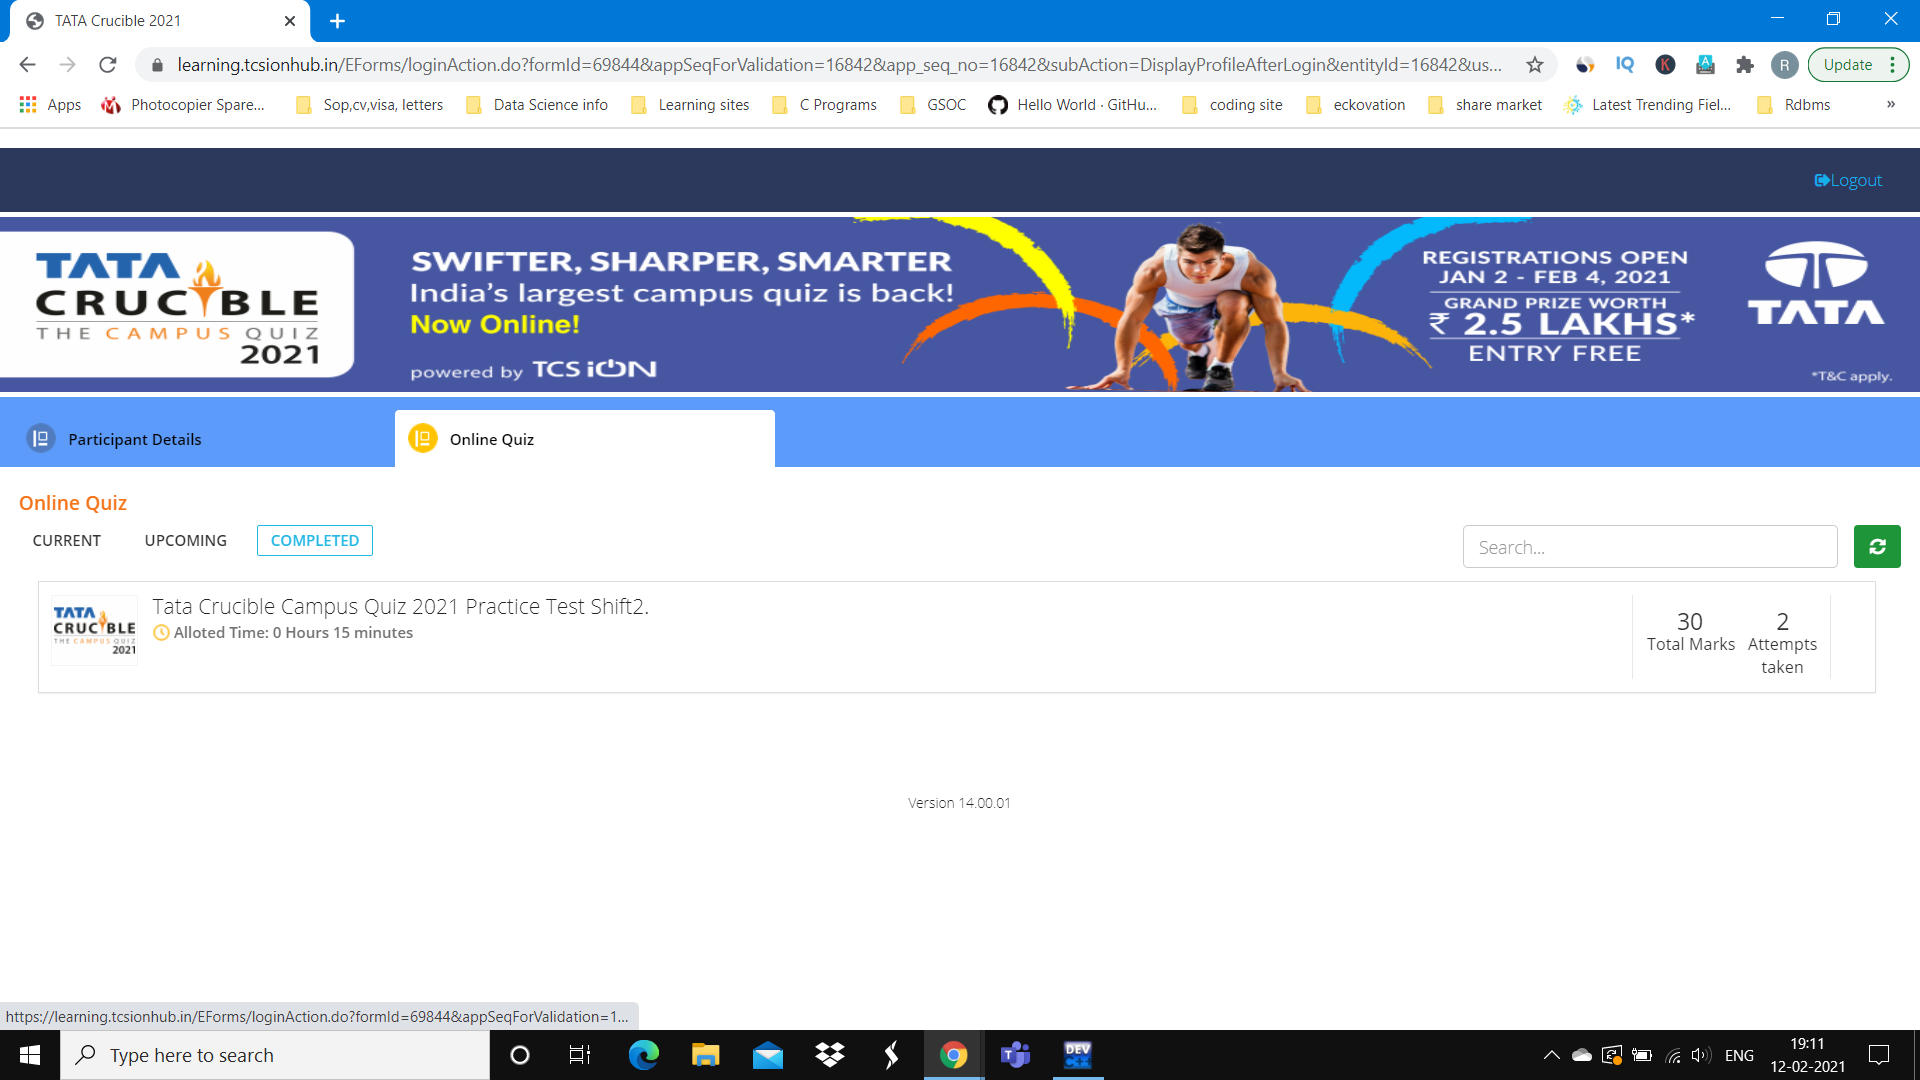 TATA Crucible 2021
learning.tcsionhub.in/EForms/loginAction.do?formId=69844&appSeqForValidation=16842&app_seq_no=16842&subAction=DisplayProfileAfterLogin&entityId=16842&us...
IQ
K
A
R
Update
Apps
Photocopier Spare...
Sop,cv,visa, letters
Data Science info
Learning sites
C Programs
GSOC
Hello World · GitHu...
coding site
eckovation
share market
Latest Trending Fiel...
Rdbms
»
Logout
TATA
CRUCIBLE
THE CAMPUS QUIZ
2021
SWIFTER, SHARPER, SMARTER
India's largest campus quiz is back!
Now Online!
powered by TCS iON
REGISTRATIONS OPEN
JAN 2 - FEB 4, 2021
GRAND PRIZE WORTH
₹ 2.5 LAKHS*
ENTRY FREE
TATA
*T&C apply.
Participant Details
Online Quiz
Online Quiz
CURRENT
UPCOMING
COMPLETED
Search...
TATA
CRUCIBLE
THE CAMPUS QUIZ
2021
Tata Crucible Campus Quiz 2021 Practice Test Shift2.
Alloted Time: 0 Hours 15 minutes
30
Total Marks
2
Attempts
taken
Version 14.00.01
https://learning.tcsionhub.in/EForms/loginAction.do?formId=69844&appSeqForValidation=1...
Type here to search
T
DEV
C++
ENG
19:11
12-02-2021